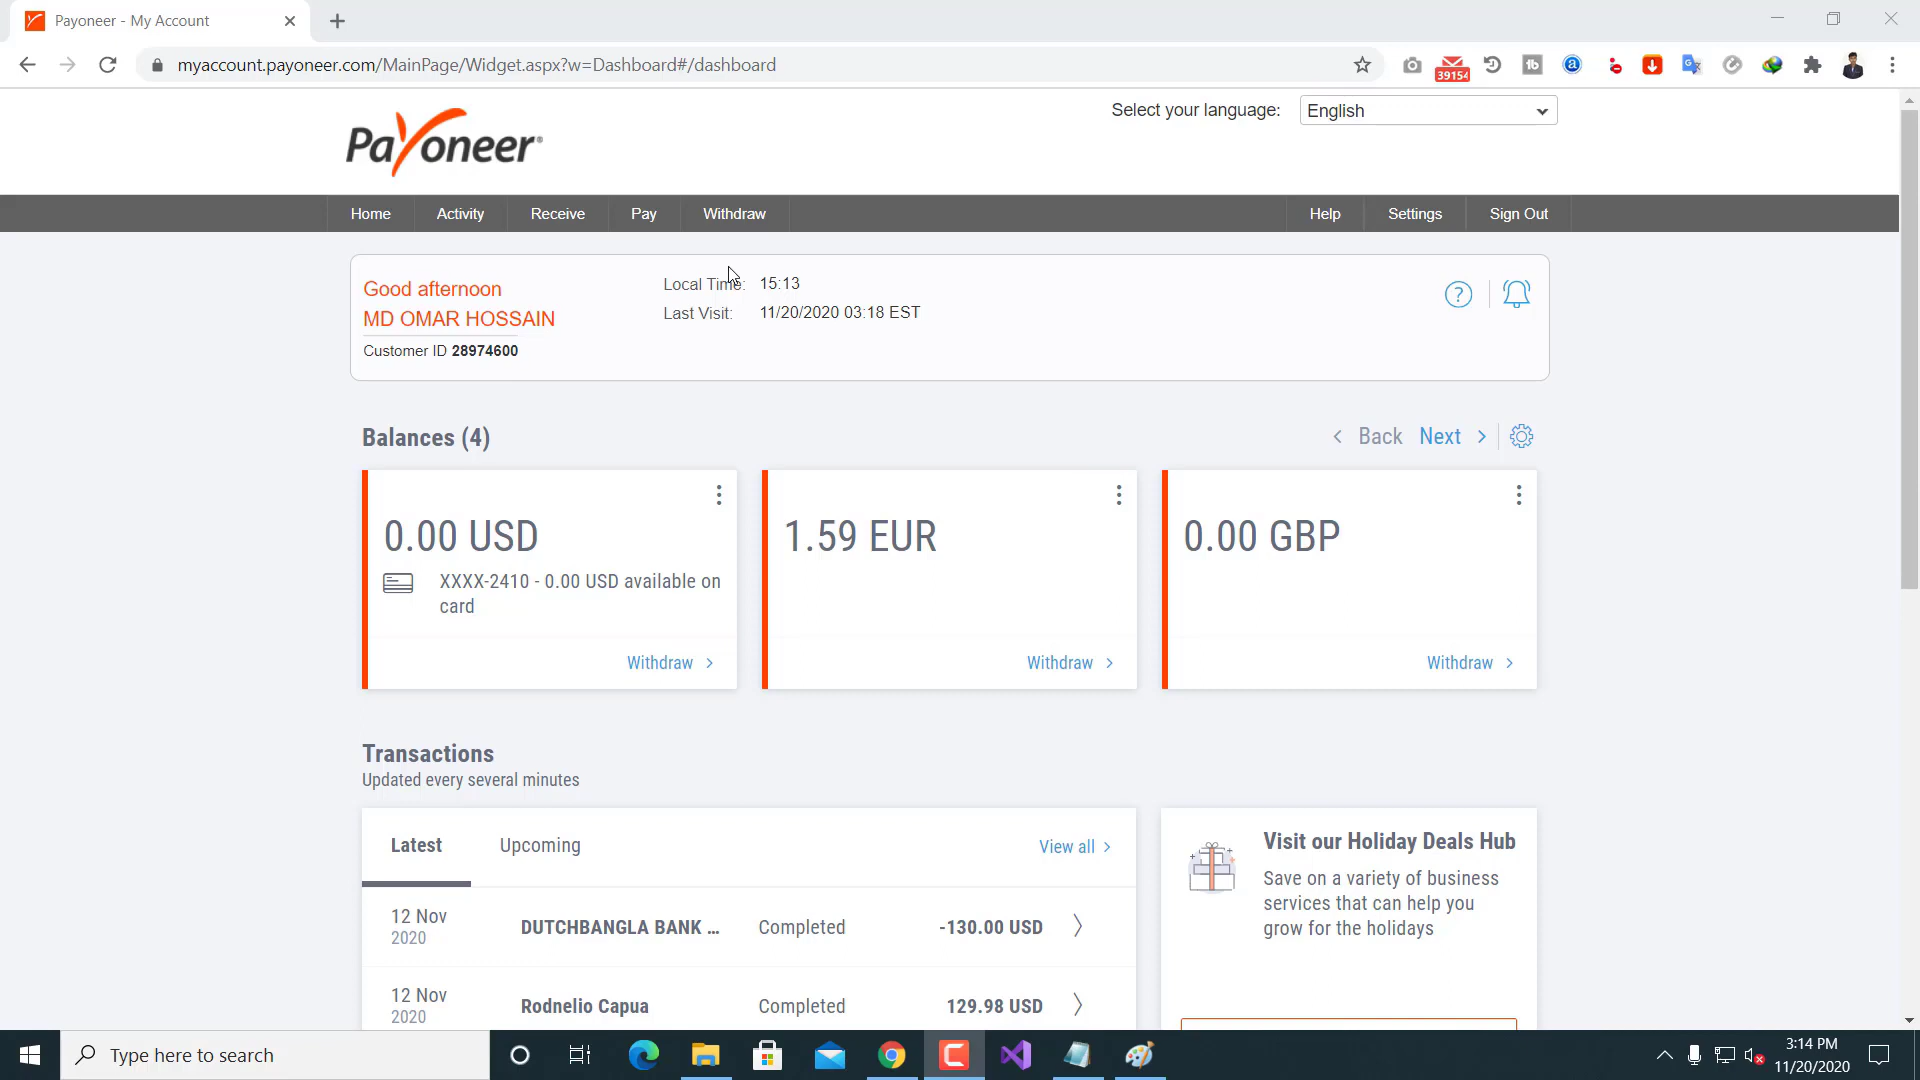 Payoneer - My Account
myaccount.payoneer.com/MainPage/Widget.aspx?w=Dashboard#/dashboard
39154
Select your language: English
Payoneer
Home Activity Receive Pay Withdraw Help Settings Sign Out
Good afternoon
MD OMAR HOSSAIN
Customer ID 28974600
Local Time: 15:13
Last Visit: 11/20/2020 03:18 EST
Balances (4)
Back Next
0.00 USD
XXXX-2410 - 0.00 USD available on
card
Withdraw
1.59 EUR
Withdraw
0.00 GBP
Withdraw
Transactions
Updated every several minutes
Latest Upcoming View all
12 Nov
2020
DUTCHBANGLA BANK ... Completed -130.00 USD
12 Nov
2020
Rodnelio Capua Completed 129.98 USD
Visit our Holiday Deals Hub
Save on a variety of business
services that can help you
grow for the holidays
Type here to search
3:14 PM
11/20/2020